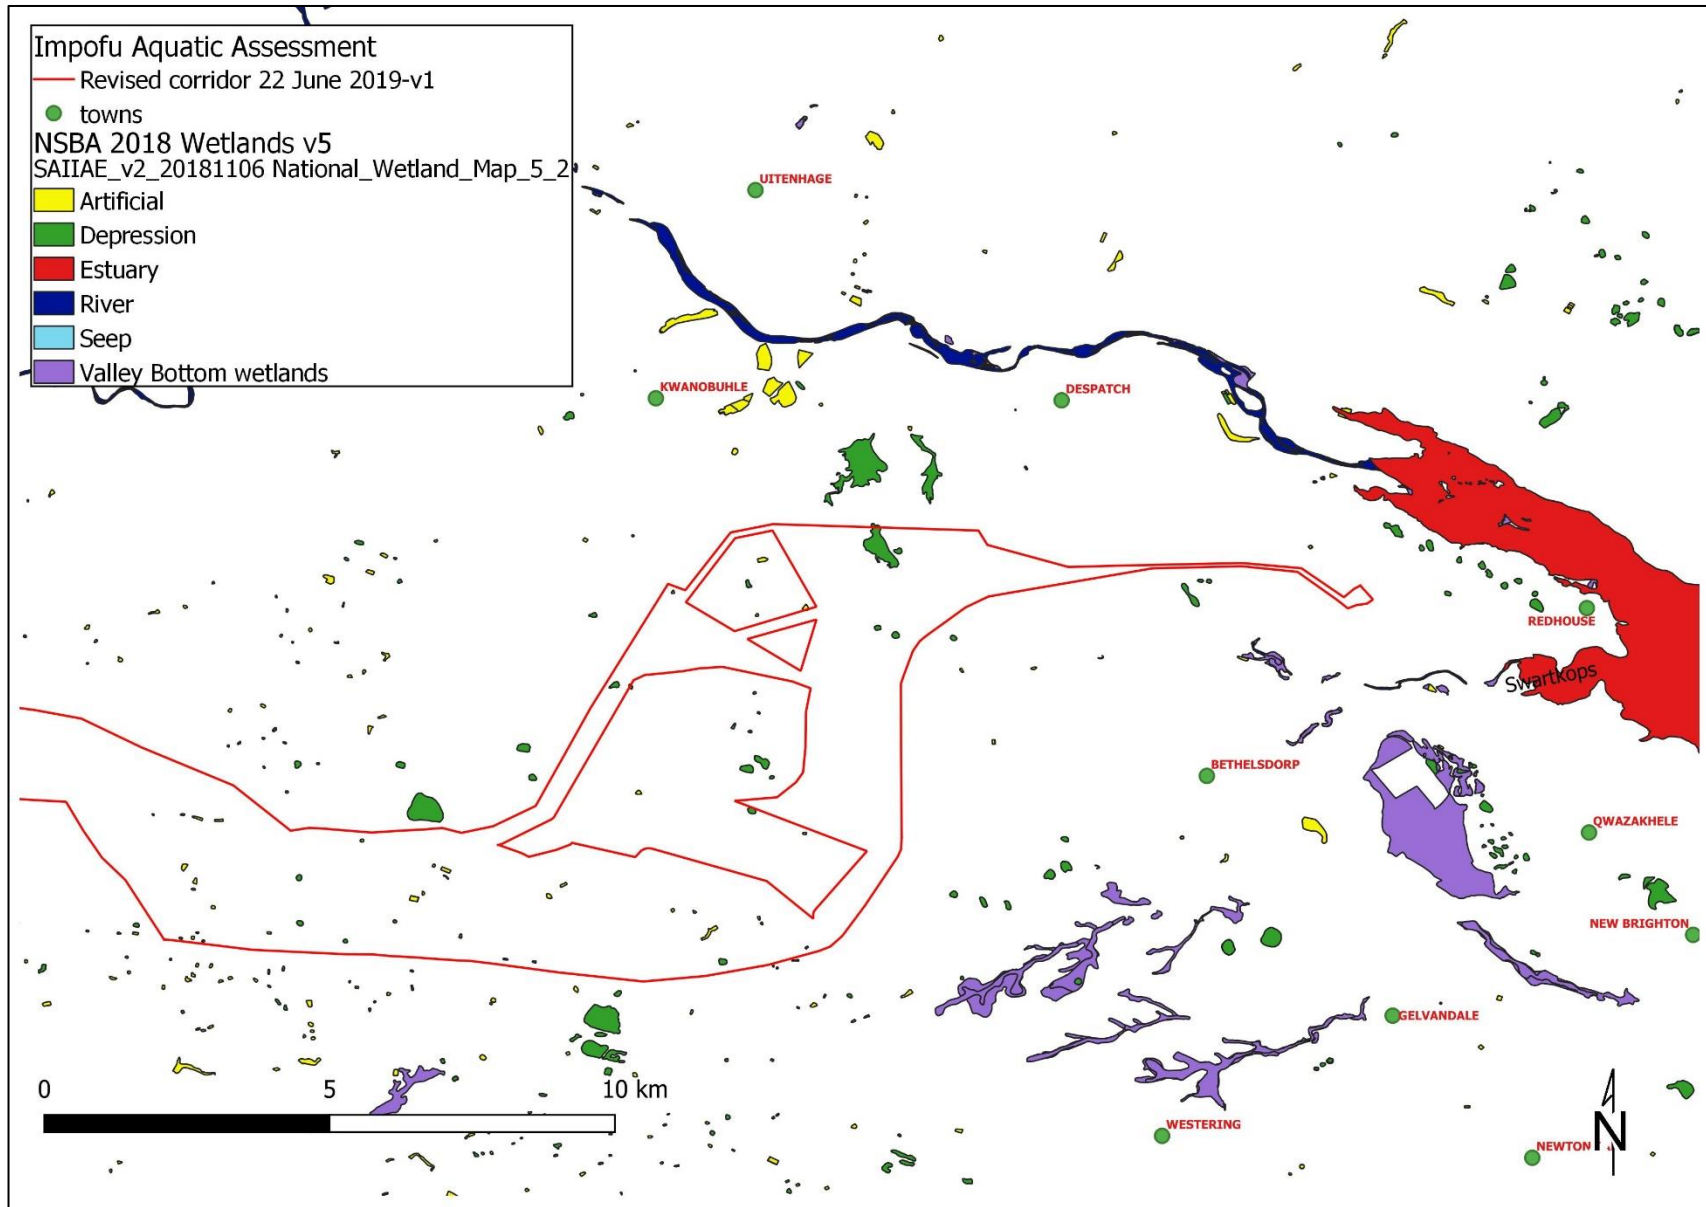 Impofu Aquatic Assessment
Revised corridor 22 June 2019-v1
towns
NSBA 2018 Wetlands v5
SAIIAE_v2_20181106 National_Wetland_Map_5_2
Artificial
Depression
Estuary
River
Seep
Valley Bottom wetlands
UITENHAGE
KWANOBUHLE
DESPATCH
REDHOUSE
Swartkops
BETHELSDORP
QWAZAKHELE
NEW BRIGHTON
GELVANDALE
WESTERING
NEWTON
0 5 10 km
N